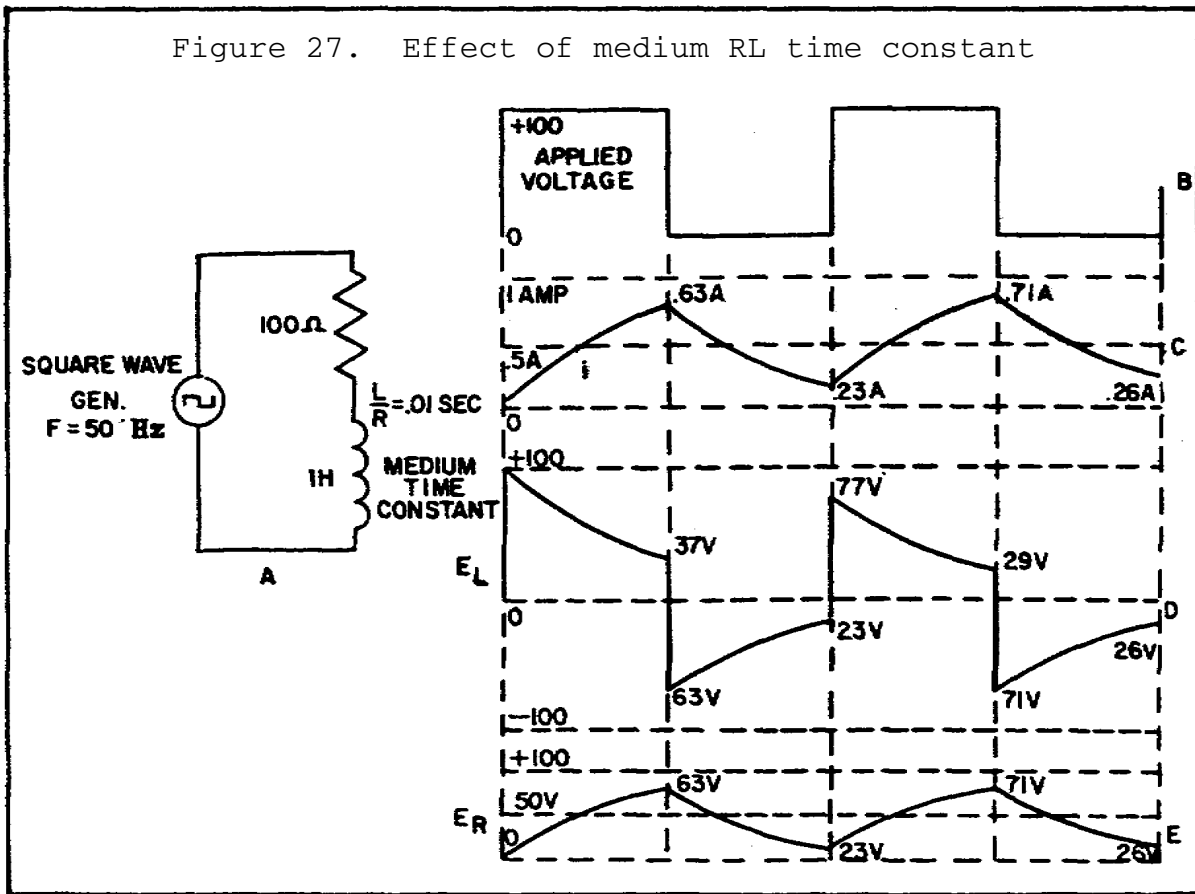 Figure 27. Effect of medium RL time constant
+100
APPLIED
VOLTAGE
0
B
1 AMP
.63A
.71A
.5A
i
C
.23A
.26A
0
100Ω
SQUARE WAVE
GEN.
F = 50 Hz
L/R = .01 SEC
1H
MEDIUM
TIME
CONSTANT
A
+100
77V
37V
29V
EL
0
D
23V
26V
63V
71V
-100
+100
63V
71V
50V
ER
0
E
23V
26V